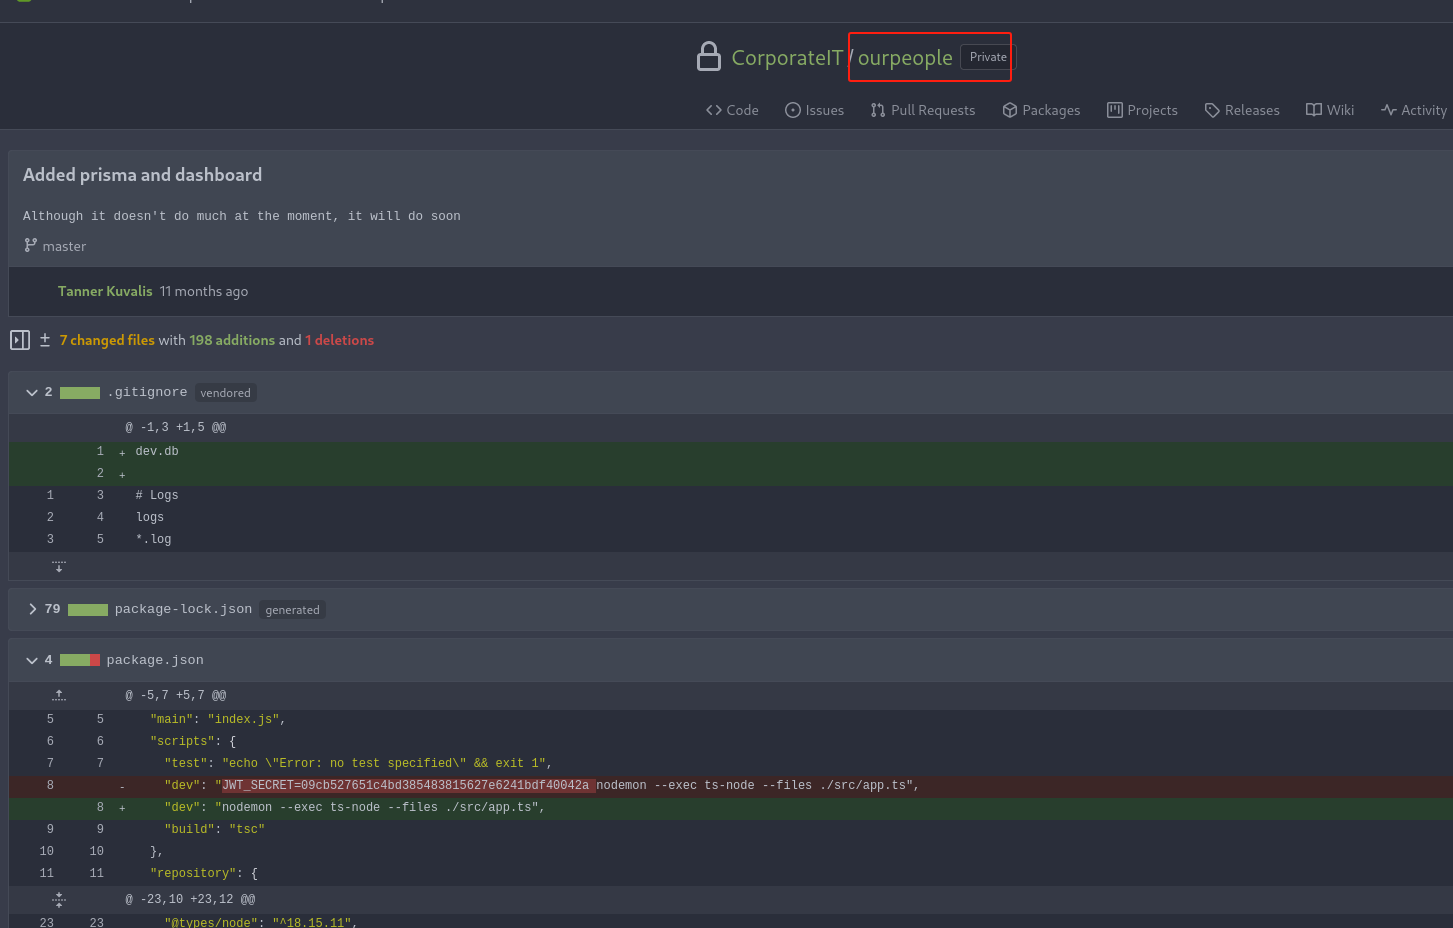 CorporateIT / ourpeople Private
Code Issues Pull Requests Packages Projects Releases Wiki Activity
Added prisma and dashboard
Although it doesn't do much at the moment, it will do soon
master
Tanner Kuvalis 11 months ago
7 changed files with 198 additions and 1 deletions
2 .gitignore vendored
@ -1,3 +1,5 @@
1 + dev.db
2 +
1 3 # Logs
2 4 logs
3 5 *.log
79 package-lock.json generated
4 package.json
@ -5,7 +5,7 @@
5 5 "main": "index.js",
6 6 "scripts": {
7 7 "test": "echo \"Error: no test specified\" && exit 1",
8 - "dev": "JWT_SECRET=09cb527651c4bd385483815627e6241bdf40042a nodemon --exec ts-node --files ./src/app.ts",
8 + "dev": "nodemon --exec ts-node --files ./src/app.ts",
9 9 "build": "tsc"
10 10 },
11 11 "repository": {
@ -23,10 +23,12 @@
23 23 "@types/node": "^18.15.11",